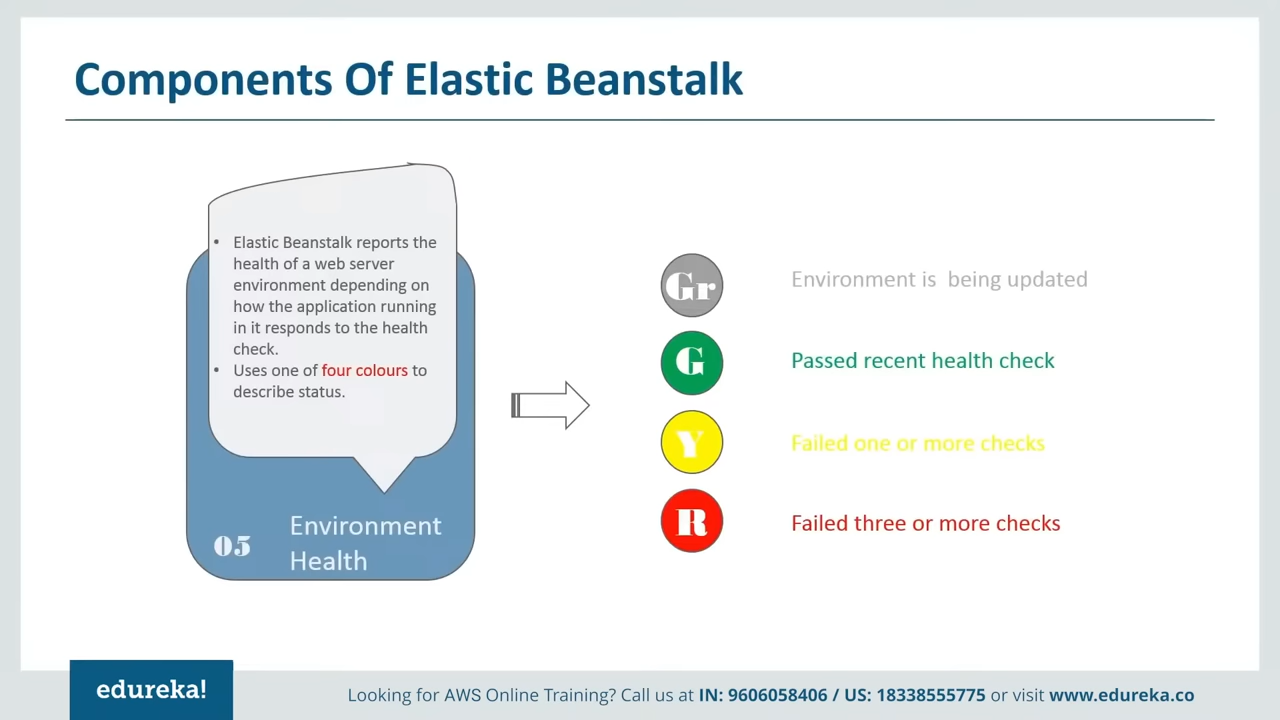 Components Of Elastic Beanstalk
• Elastic Beanstalk reports the
health of a web server
environment depending on
how the application running
in it responds to the health
check.
• Uses one of four colours to
describe status.
05
Environment
Health
Gr
Environment is being updated
G
Passed recent health check
Y
Failed one or more checks
R
Failed three or more checks
edureka!
Looking for AWS Online Training? Call us at IN: 9606058406 / US: 18338555775 or visit www.edureka.co